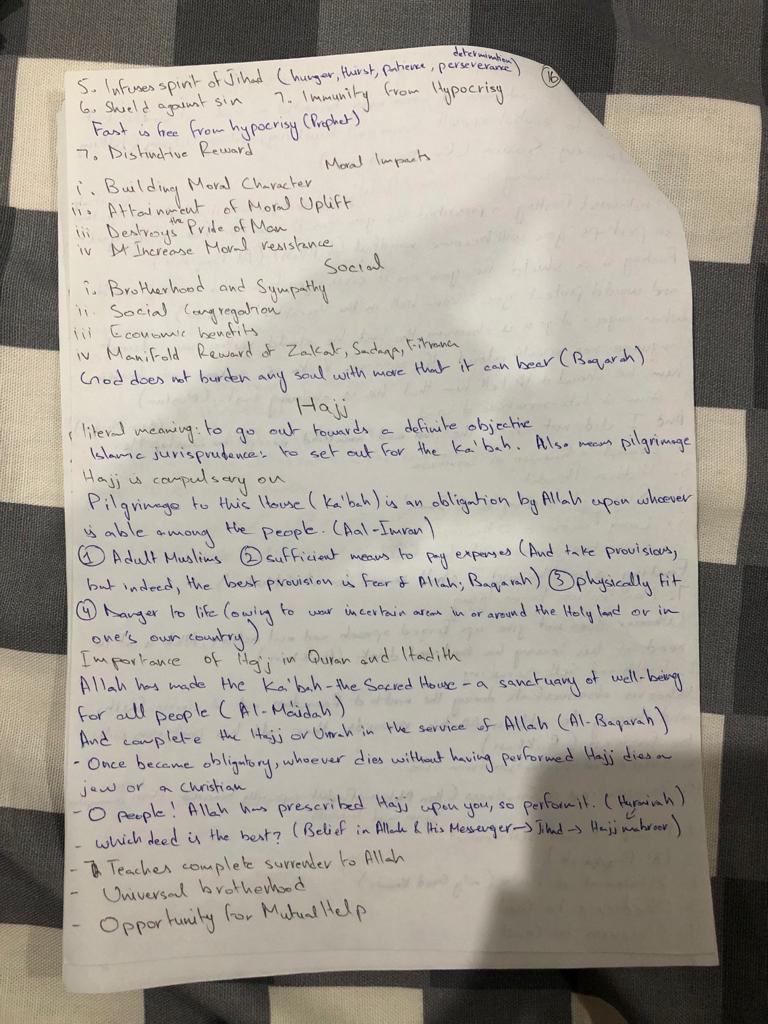 determination
5. Infuses spirit of Jihad (hunger, thirst, patience, perseverance) 16
6. Shield against sin 7. Immunity from Hypocrisy
Fast is free from hypocrisy (Prophet)
7. Distinctive Reward
Moral Impacts
i. Building Moral Character
ii. Attainment of Moral Uplift
iii Destroys the Pride of Man
iv Increase Moral resistance
Social
i. Brotherhood and Sympathy
ii. Social Congregation
iii Economic benefits
iv Manifold Reward of Zakat, Sadaqa, Fitrana
God does not burden any soul with more that it can bear (Baqarah)
Hajj
literal meaning: to go out towards a definite objective
Islamic jurisprudence: to set out for the Ka'bah. Also means pilgrimage
Hajj is compulsory on
Pilgrimage to this House (Ka'bah) is an obligation by Allah upon whoever
is able among the people. (Aal-Imran)
1 Adult Muslims 2 sufficient means to pay expenses (And take provisions,
but indeed, the best provision is fear of Allah; Baqarah) 3 physically fit
4 Danger to life (owing to war in certain areas in or around the Holy land or in
one's own country)
Importance of Hajj in Quran and Hadith
Allah has made the Ka'bah - the Sacred House - a sanctuary of well-being
for all people (Al-Maidah)
And complete the Hajj or Umrah in the service of Allah (Al-Baqarah)
- Once became obligatory, whoever dies without having performed Hajj dies a
jew or a Christian
- O people! Allah has prescribed Hajj upon you, so perform it. (Hurairah)
- which deed is the best? (Belief in Allah & His Messenger → Jihad → Hajj mabroor)
- Teaches complete surrender to Allah
- Universal brotherhood
- Opportunity for Mutual Help